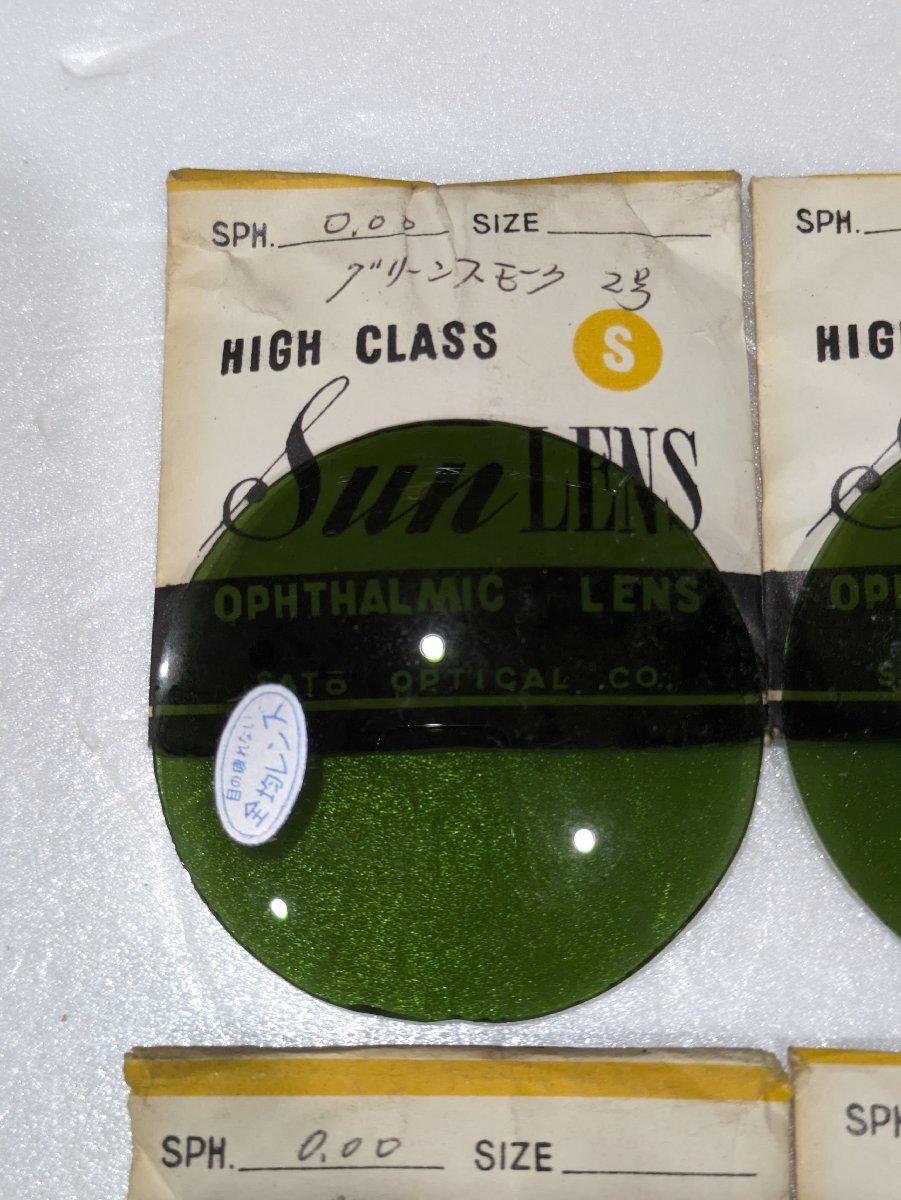 SPH. 0.00 SIZE
グリーンスモーク 2号
HIGH CLASS S
Sun LENS
OPHTHALMIC LENS
SATō OPTICAL CO.,
目の疲れない
全均レント
SPH.
HIG
OP
S
SPH. 0.00 SIZE
SPH